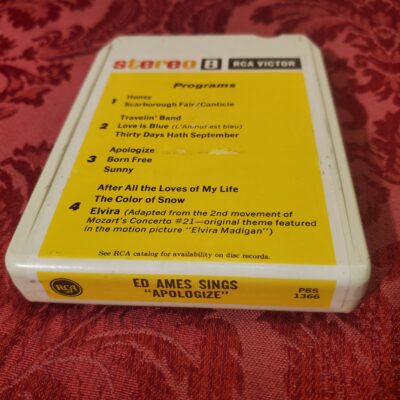 stereo 8 RCA VICTOR
Programs
1 Honey
Scarborough Fair/Canticle
Travelin' Band
2 Love is Blue (L'An-nur est bleu)
Thirty Days Hath September
Apologize
3 Born Free
Sunny
After All the Loves of My Life
The Color of Snow
4 Elvira (Adapted from the 2nd movement of
Mozart's Concerto #21—original theme featured
in the motion picture "Elvira Madigan")
See RCA catalog for availability on disc records.
RCA
ED AMES SINGS
"APOLOGIZE"
P8S
1366